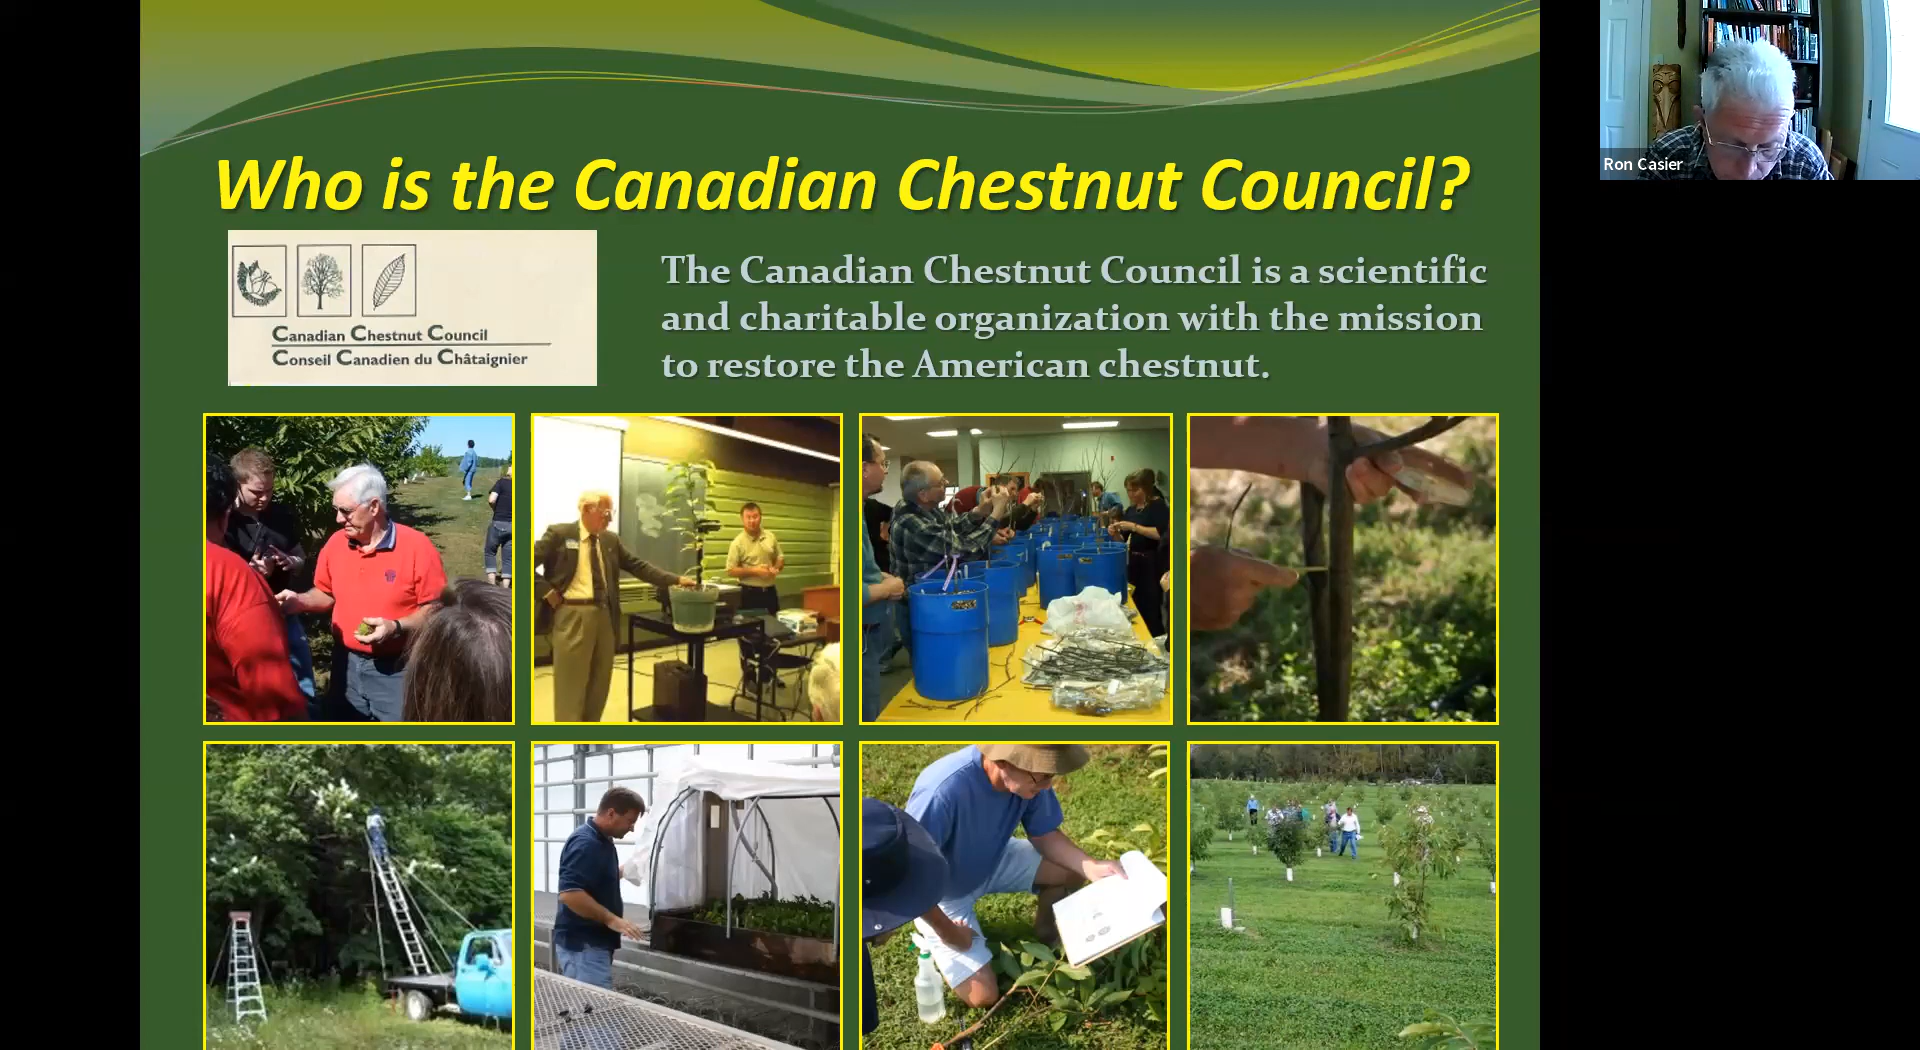 Who is the Canadian Chestnut Council?
Canadian Chestnut Council
Conseil Canadien du Châtaignier
The Canadian Chestnut Council is a scientific
and charitable organization with the mission
to restore the American chestnut.
Ron Casier